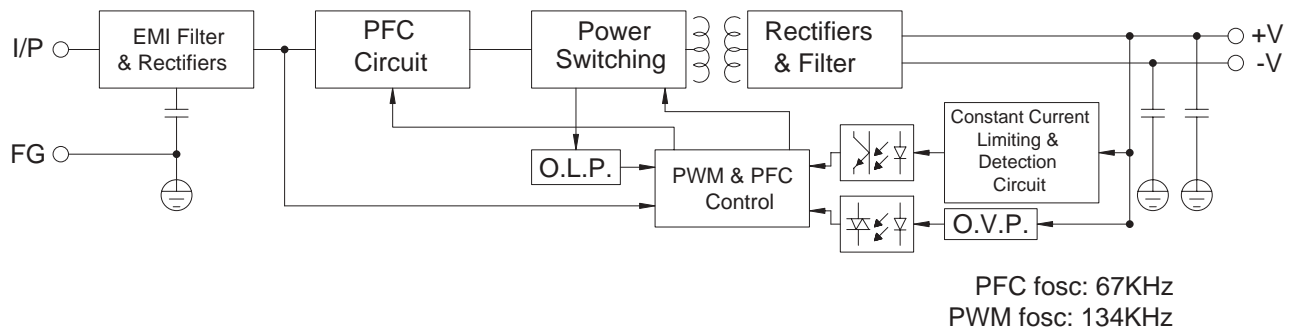 I/P
EMI Filter
& Rectifiers
PFC
Circuit
Power
Switching
Rectifiers
& Filter
+V
-V
FG
O.L.P.
PWM & PFC
Control
Constant Current
Limiting &
Detection
Circuit
O.V.P.
PFC fosc: 67KHz
PWM fosc: 134KHz